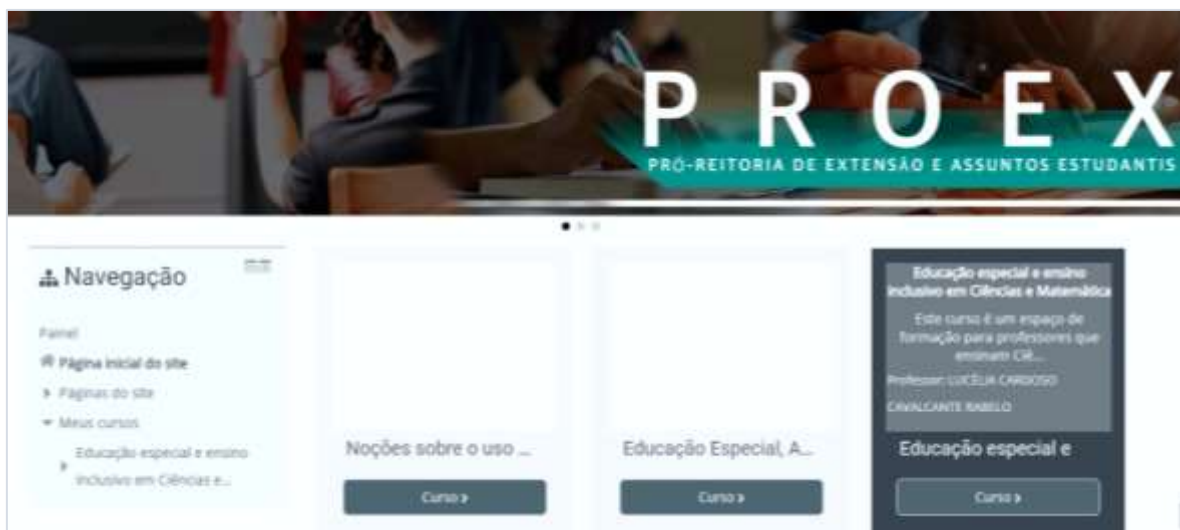 PROEX
PRÓ-REITORIA DE EXTENSÃO E ASSUNTOS ESTUDANTIS
Navegação
Painel
Página inicial do site
Páginas do site
Meus cursos
Educação especial e ensino
inclusivo em Ciências e...
Noções sobre o uso ...
Curso
Educação Especial, A...
Curso
Educação especial e ensino
inclusivo em Ciências e Matemática
Este curso é um espaço de
formação para professores que
ensinam Ciê...
Professor: LUCÉLIA CARDOSO
CAVALCANTE RABELO
Educação especial e
Curso